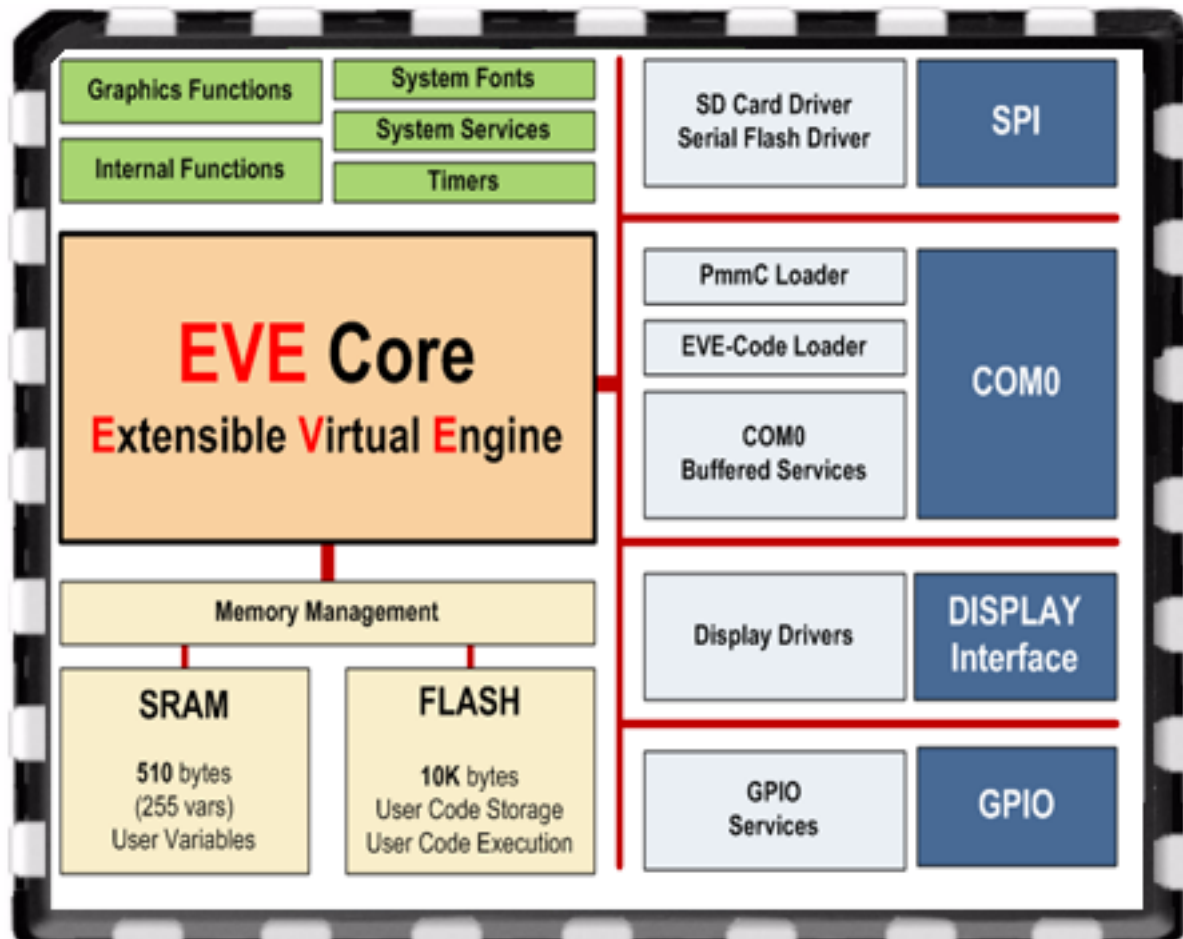 Graphics Functions
Internal Functions
System Fonts
System Services
Timers
EVE Core
Extensible Virtual Engine
Memory Management
SRAM
510 bytes
(255 vars)
User Variables
FLASH
10K bytes
User Code Storage
User Code Execution
SD Card Driver
Serial Flash Driver
SPI
PmmC Loader
EVE-Code Loader
COM0
Buffered Services
COM0
Display Drivers
DISPLAY
Interface
GPIO
Services
GPIO